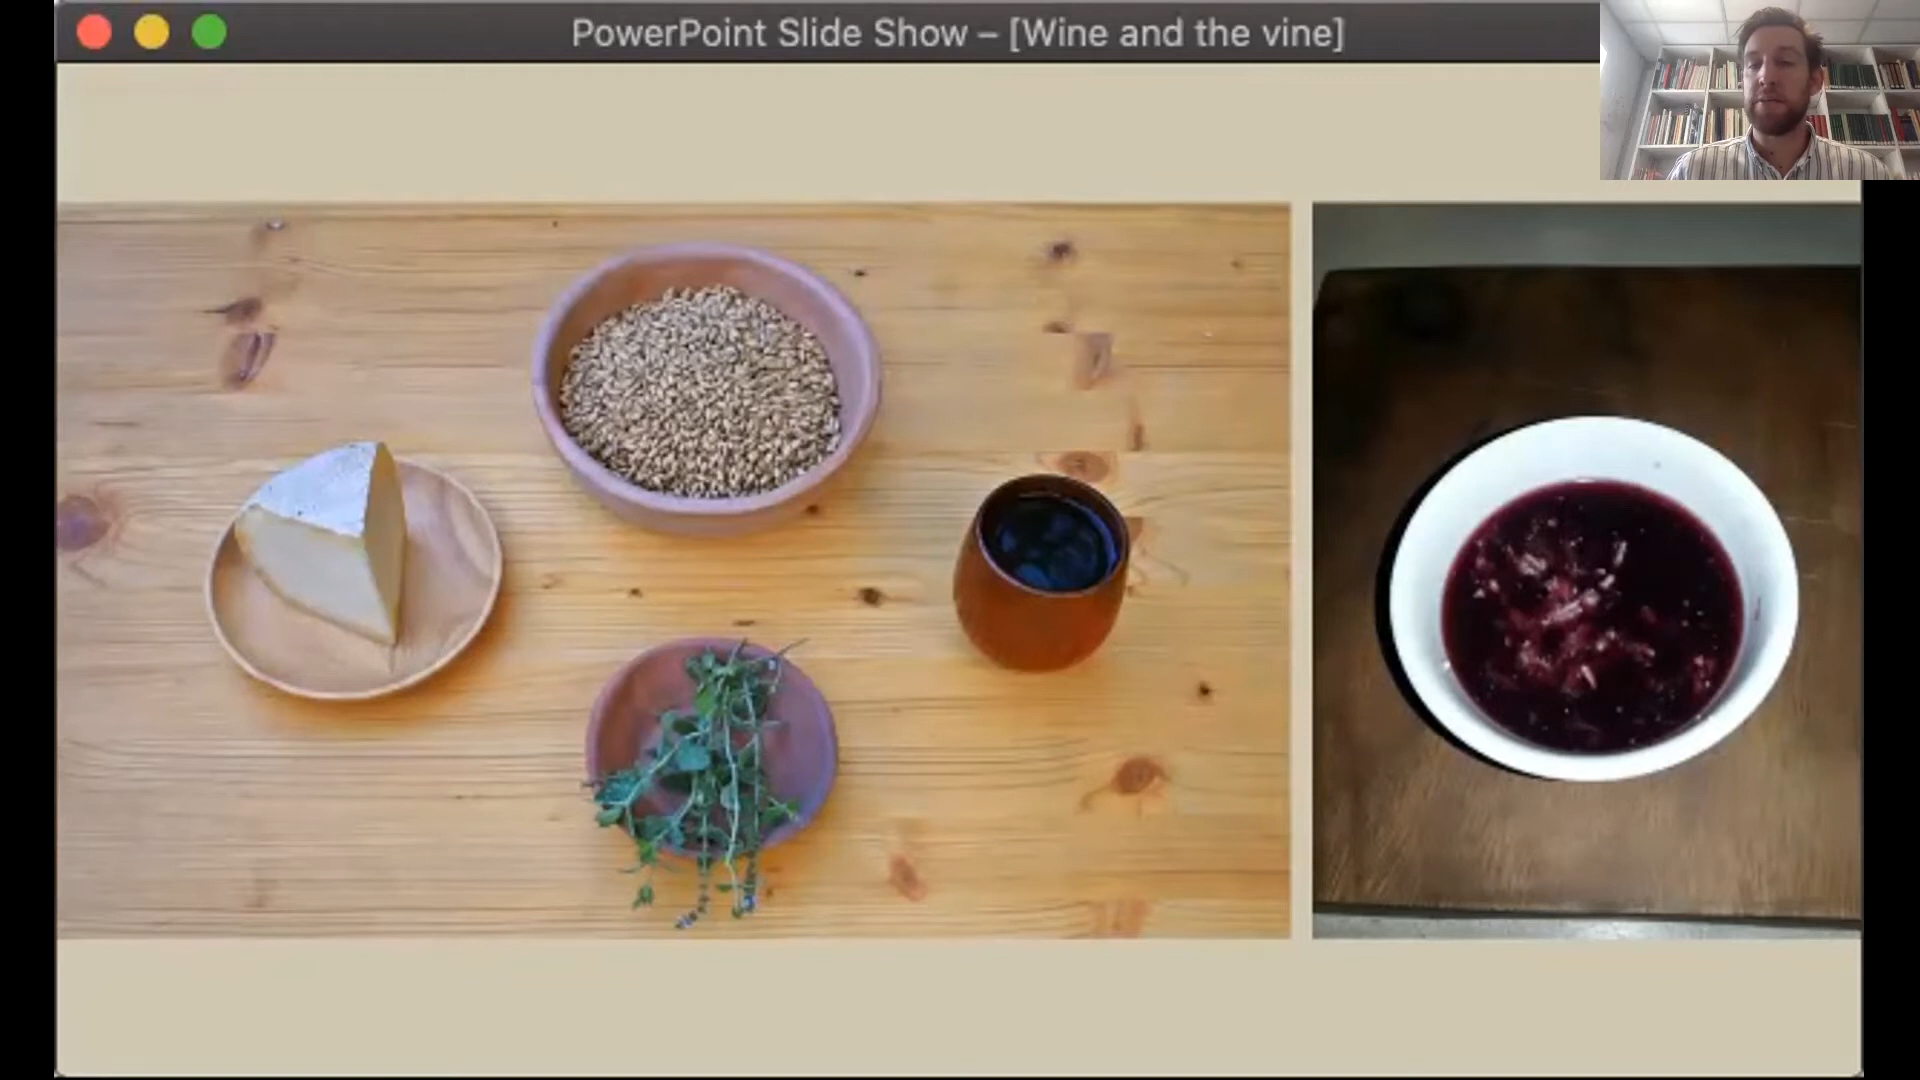 PowerPoint Slide Show – [Wine and the vine]